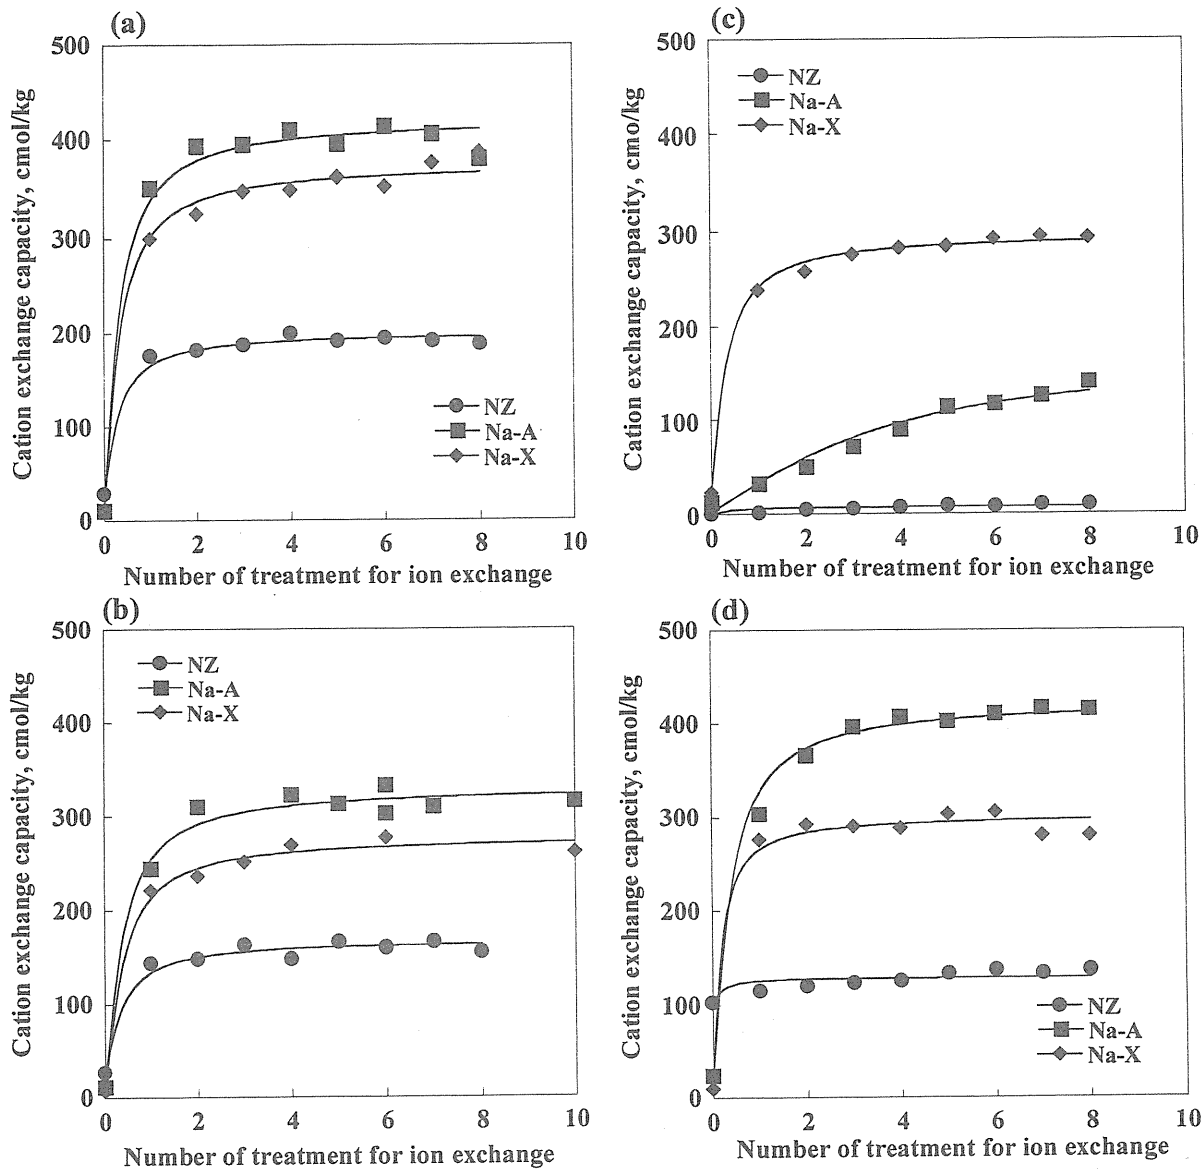 (a)
500
400
300
200
100
0
Cation exchange capacity, cmol/kg
NZ
Na-A
Na-X
0 2 4 6 8 10
Number of treatment for ion exchange
(c)
500
400
300
200
100
0
Cation exchange capacity, cmo/kg
NZ
Na-A
Na-X
0 2 4 6 8 10
Number of treatment for ion exchange
(b)
500
400
300
200
100
0
Cation exchange capacity, cmol/kg
NZ
Na-A
Na-X
0 2 4 6 8 10
Number of treatment for ion exchange
(d)
500
400
300
200
100
0
Cation exchange capacity, cmol/kg
NZ
Na-A
Na-X
0 2 4 6 8 10
Number of treatment for ion exchange